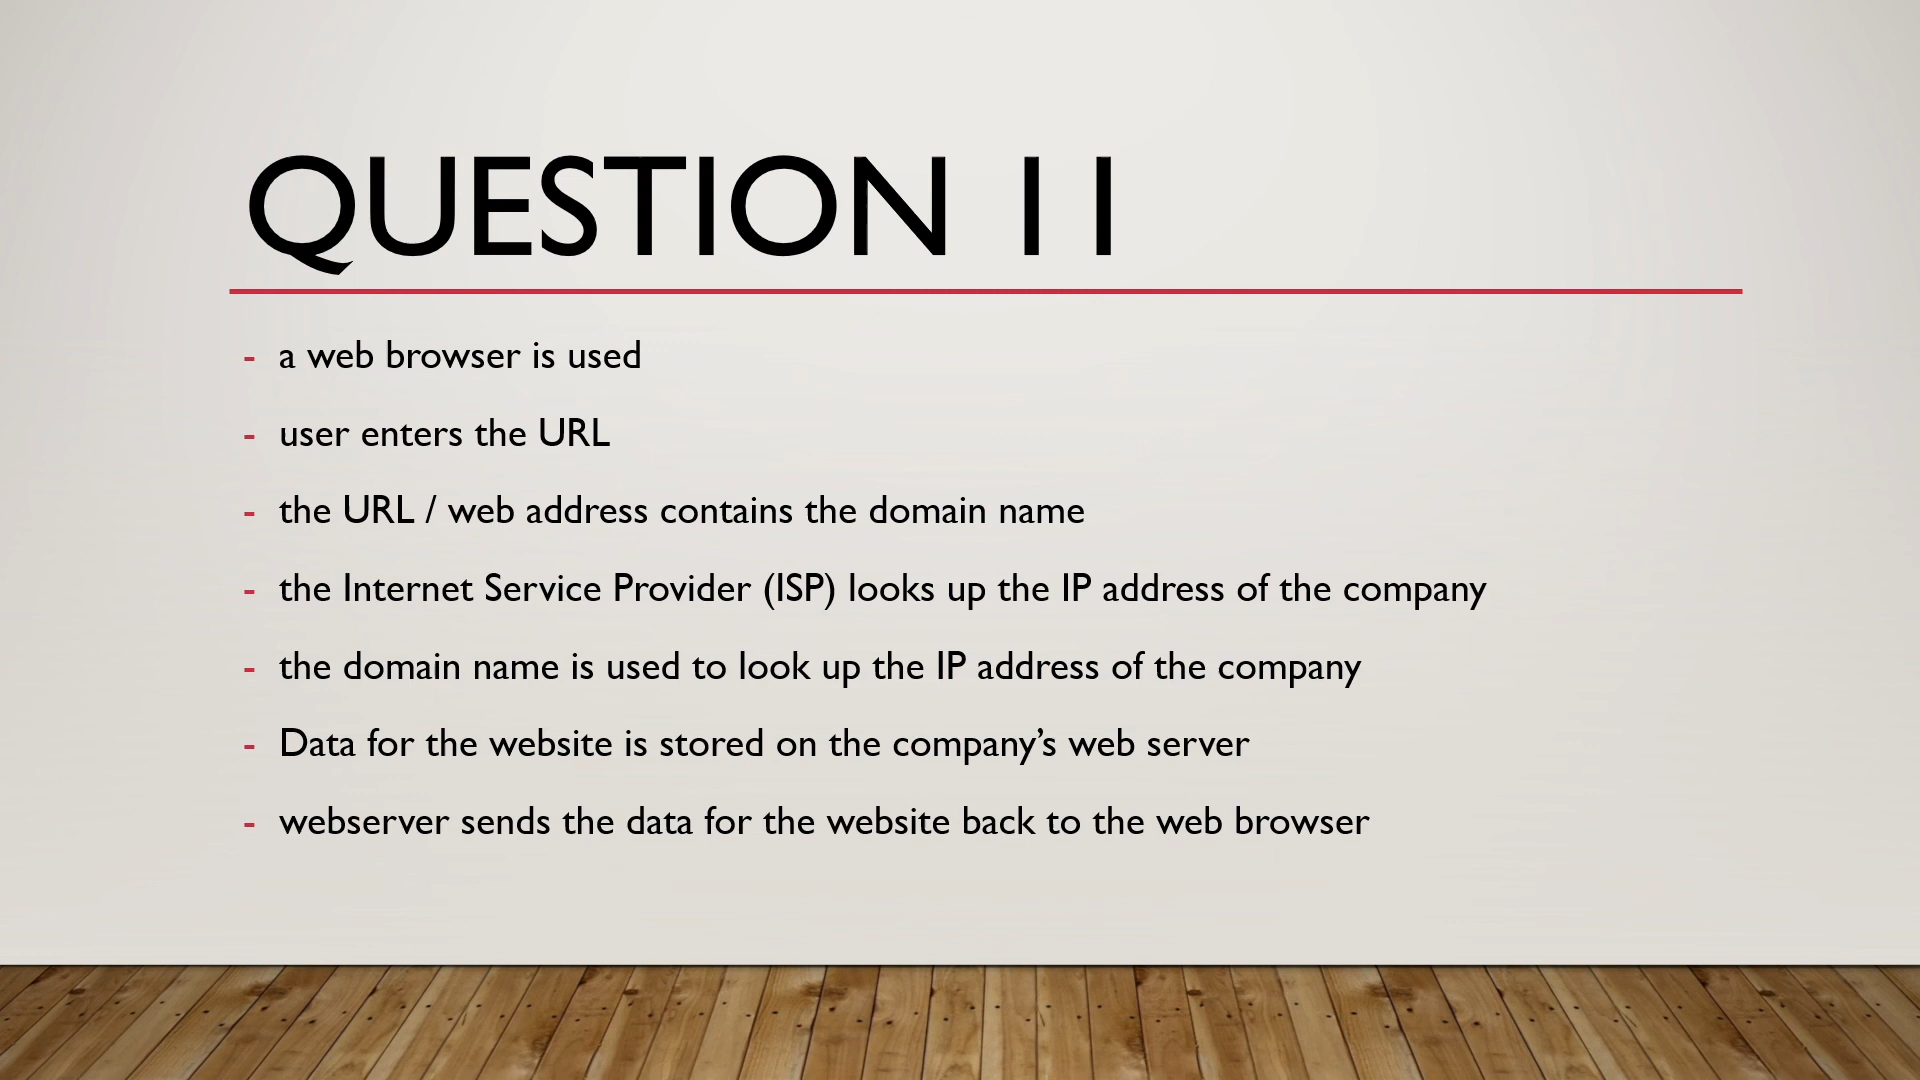 QUESTION 11
- a web browser is used
- user enters the URL
- the URL / web address contains the domain name
- the Internet Service Provider (ISP) looks up the IP address of the company
- the domain name is used to look up the IP address of the company
- Data for the website is stored on the company’s web server
- webserver sends the data for the website back to the web browser